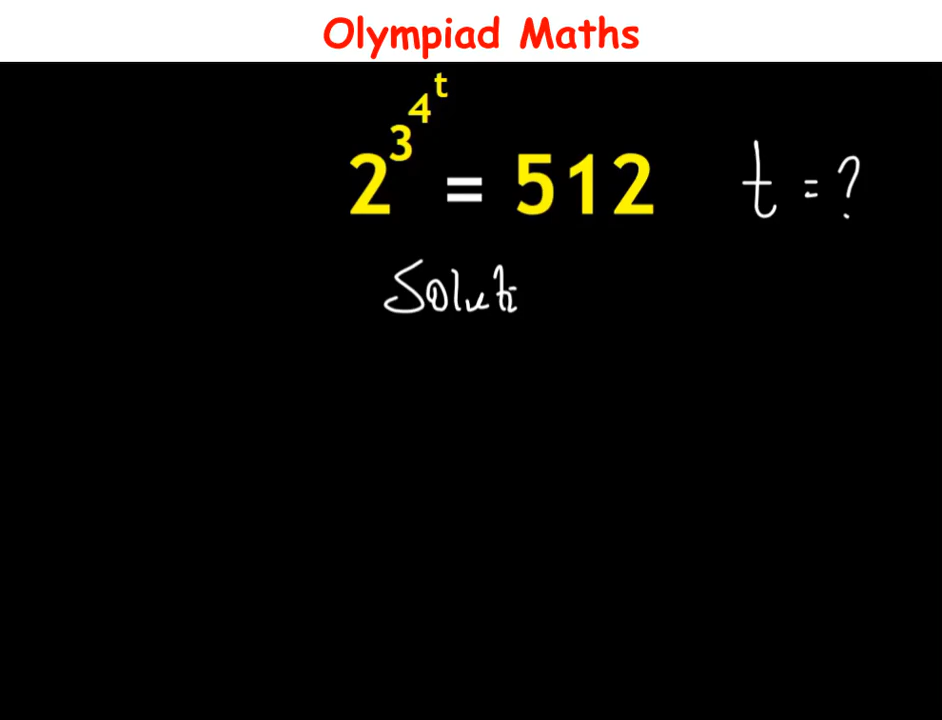 Olympiad Maths
2^3^4^t = 512 t = ?
Soluti